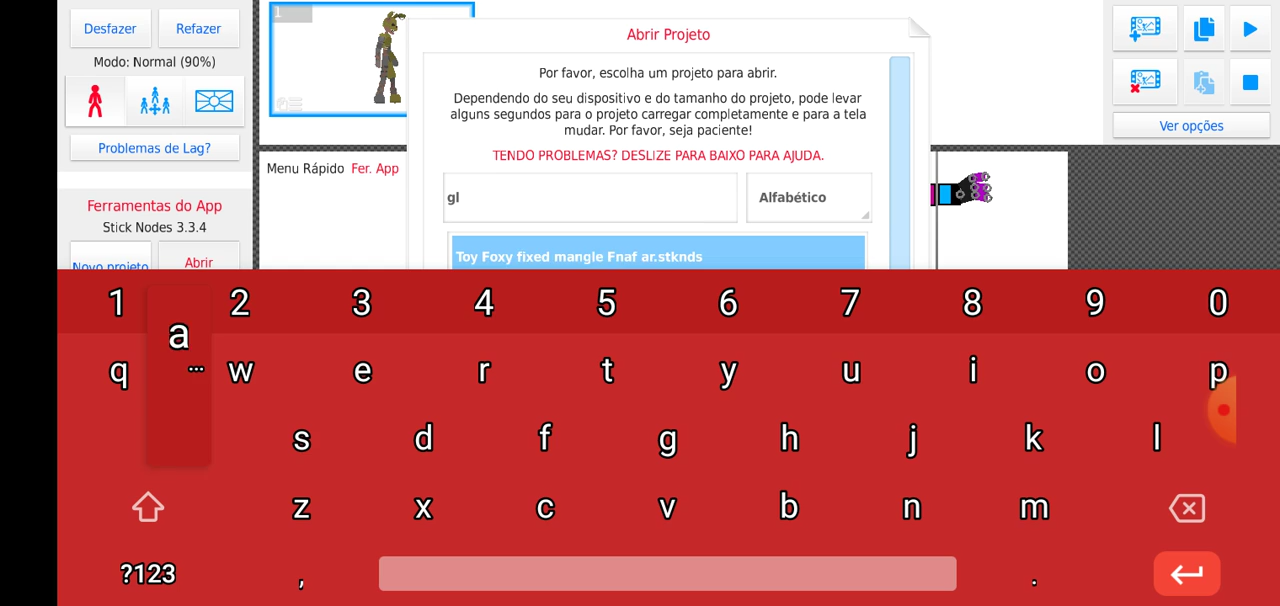 Desfazer
Refazer
Modo: Normal (90%)
Problemas de Lag?
Ferramentas do App
Stick Nodes 3.3.4
Novo projeto
Abrir
1
Menu Rápido Fer. App
Abrir Projeto
Por favor, escolha um projeto para abrir.
Dependendo do seu dispositivo e do tamanho do projeto, pode levar
alguns segundos para o projeto carregar completamente e para a tela
mudar. Por favor, seja paciente!
TENDO PROBLEMAS? DESLIZE PARA BAIXO PARA AJUDA.
gl
Alfabético
Toy Foxy fixed mangle Fnaf ar.stknds
Ver opções
1 2 3 4 5 6 7 8 9 0
a
...
q w e r t y u i o p
s d f g h j k l
z x c v b n m
?123 , .